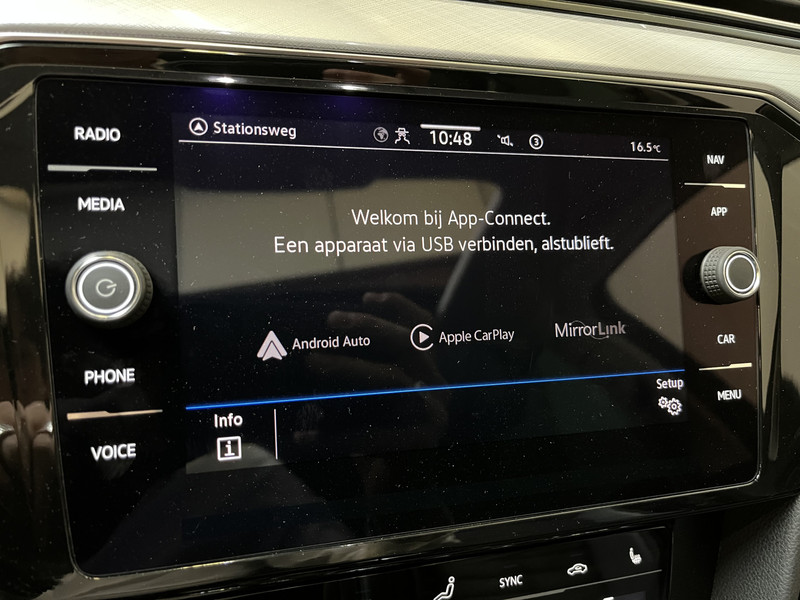 RADIO
MEDIA
PHONE
VOICE
Stationsweg
10:48
3
16.5°C
Welkom bij App-Connect.
Een apparaat via USB verbinden, alstublieft.
Android Auto
Apple CarPlay
MirrorLink
Info
Setup
NAV
APP
CAR
MENU
SYNC